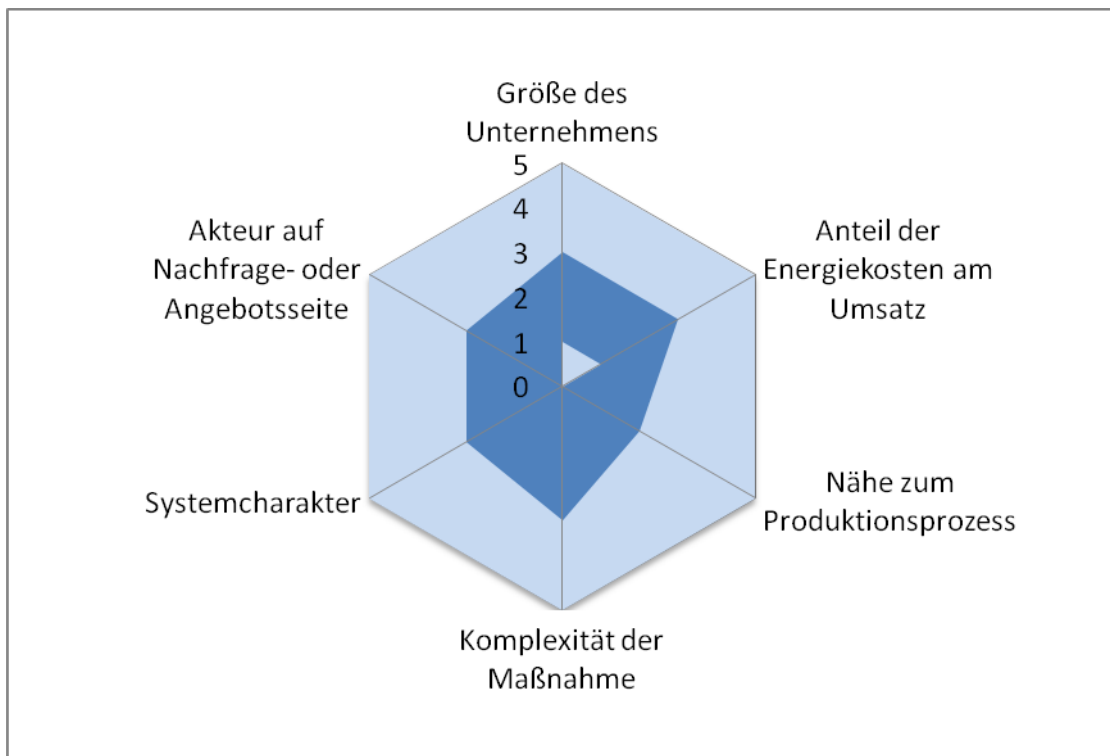 Größe des
Unternehmens
5
4
3
2
1
0
Anteil der
Energiekosten am
Umsatz
Nähe zum
Produktionsprozess
Komplexität der
Maßnahme
Systemcharakter
Akteur auf
Nachfrage- oder
Angebotsseite